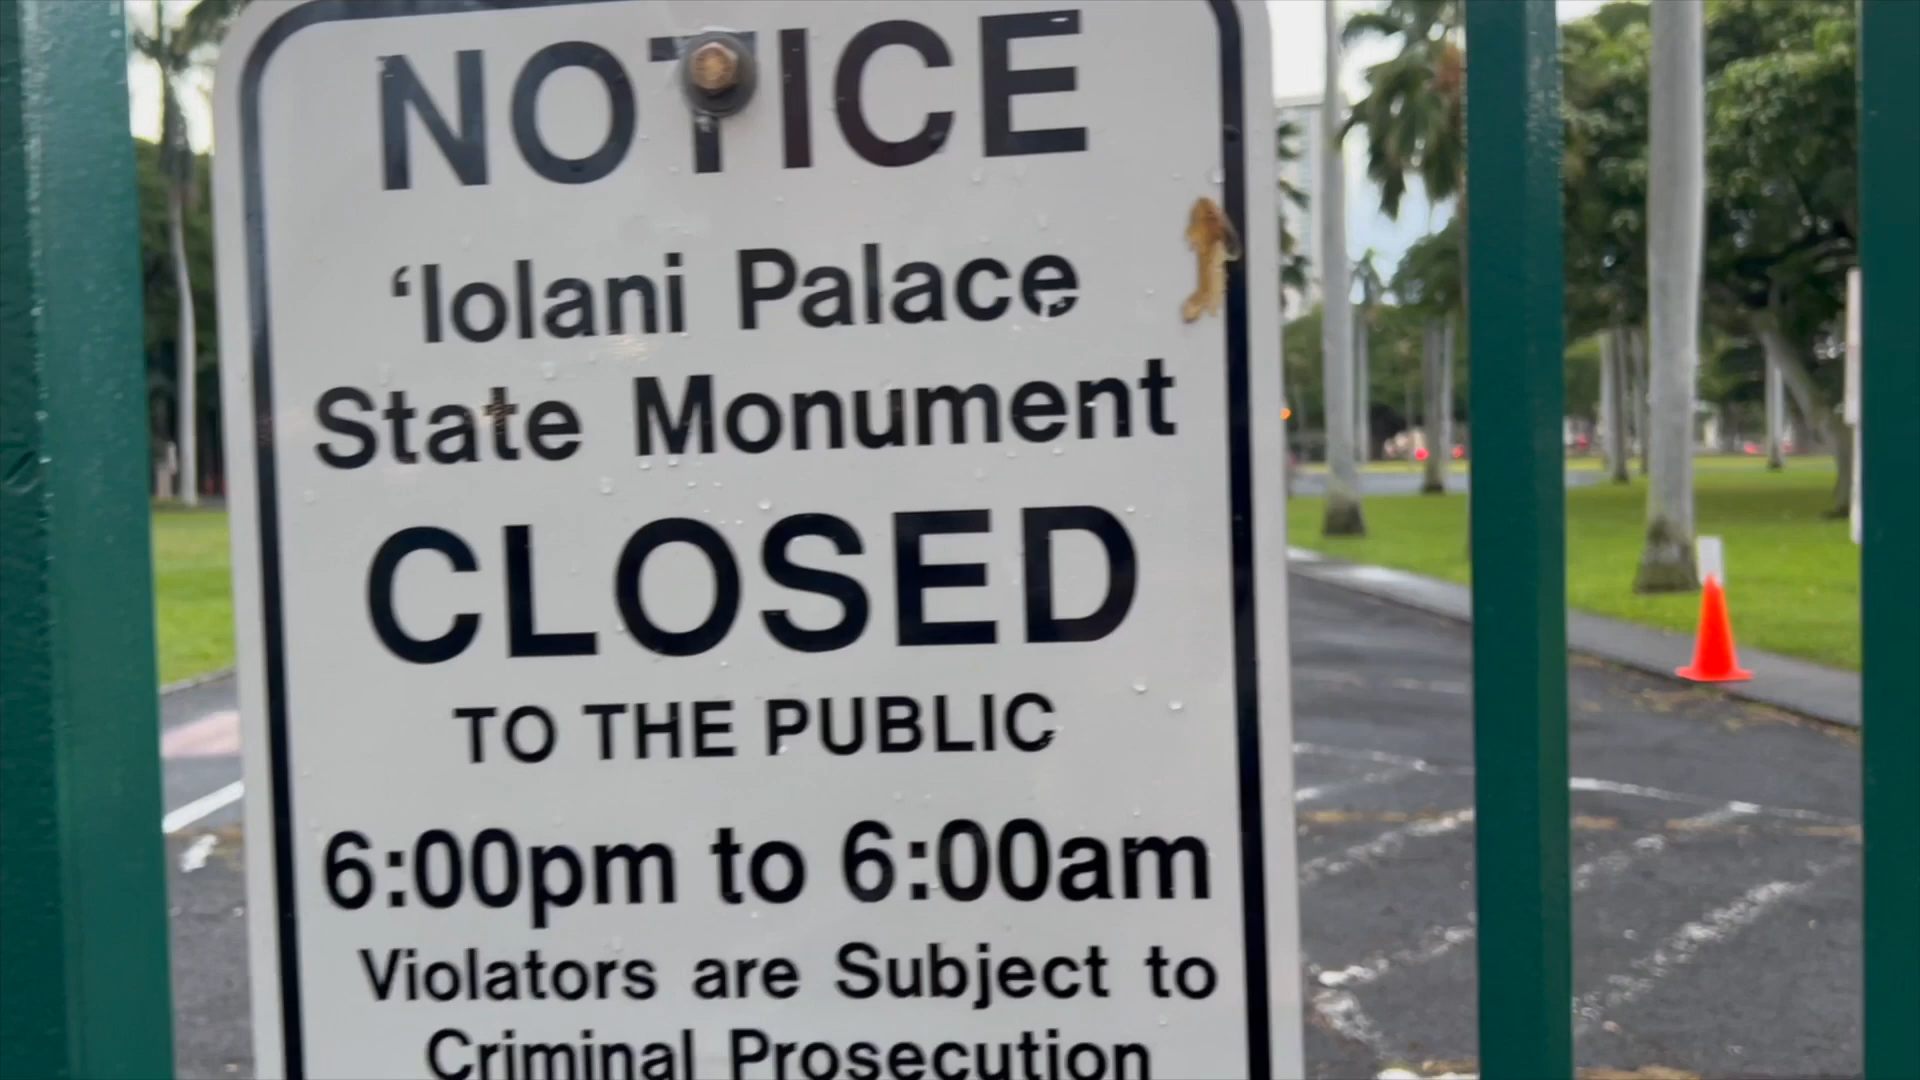 NOTICE
‘Iolani Palace
State Monument
CLOSED
TO THE PUBLIC
6:00pm to 6:00am
Violators are Subject to
Criminal Prosecution